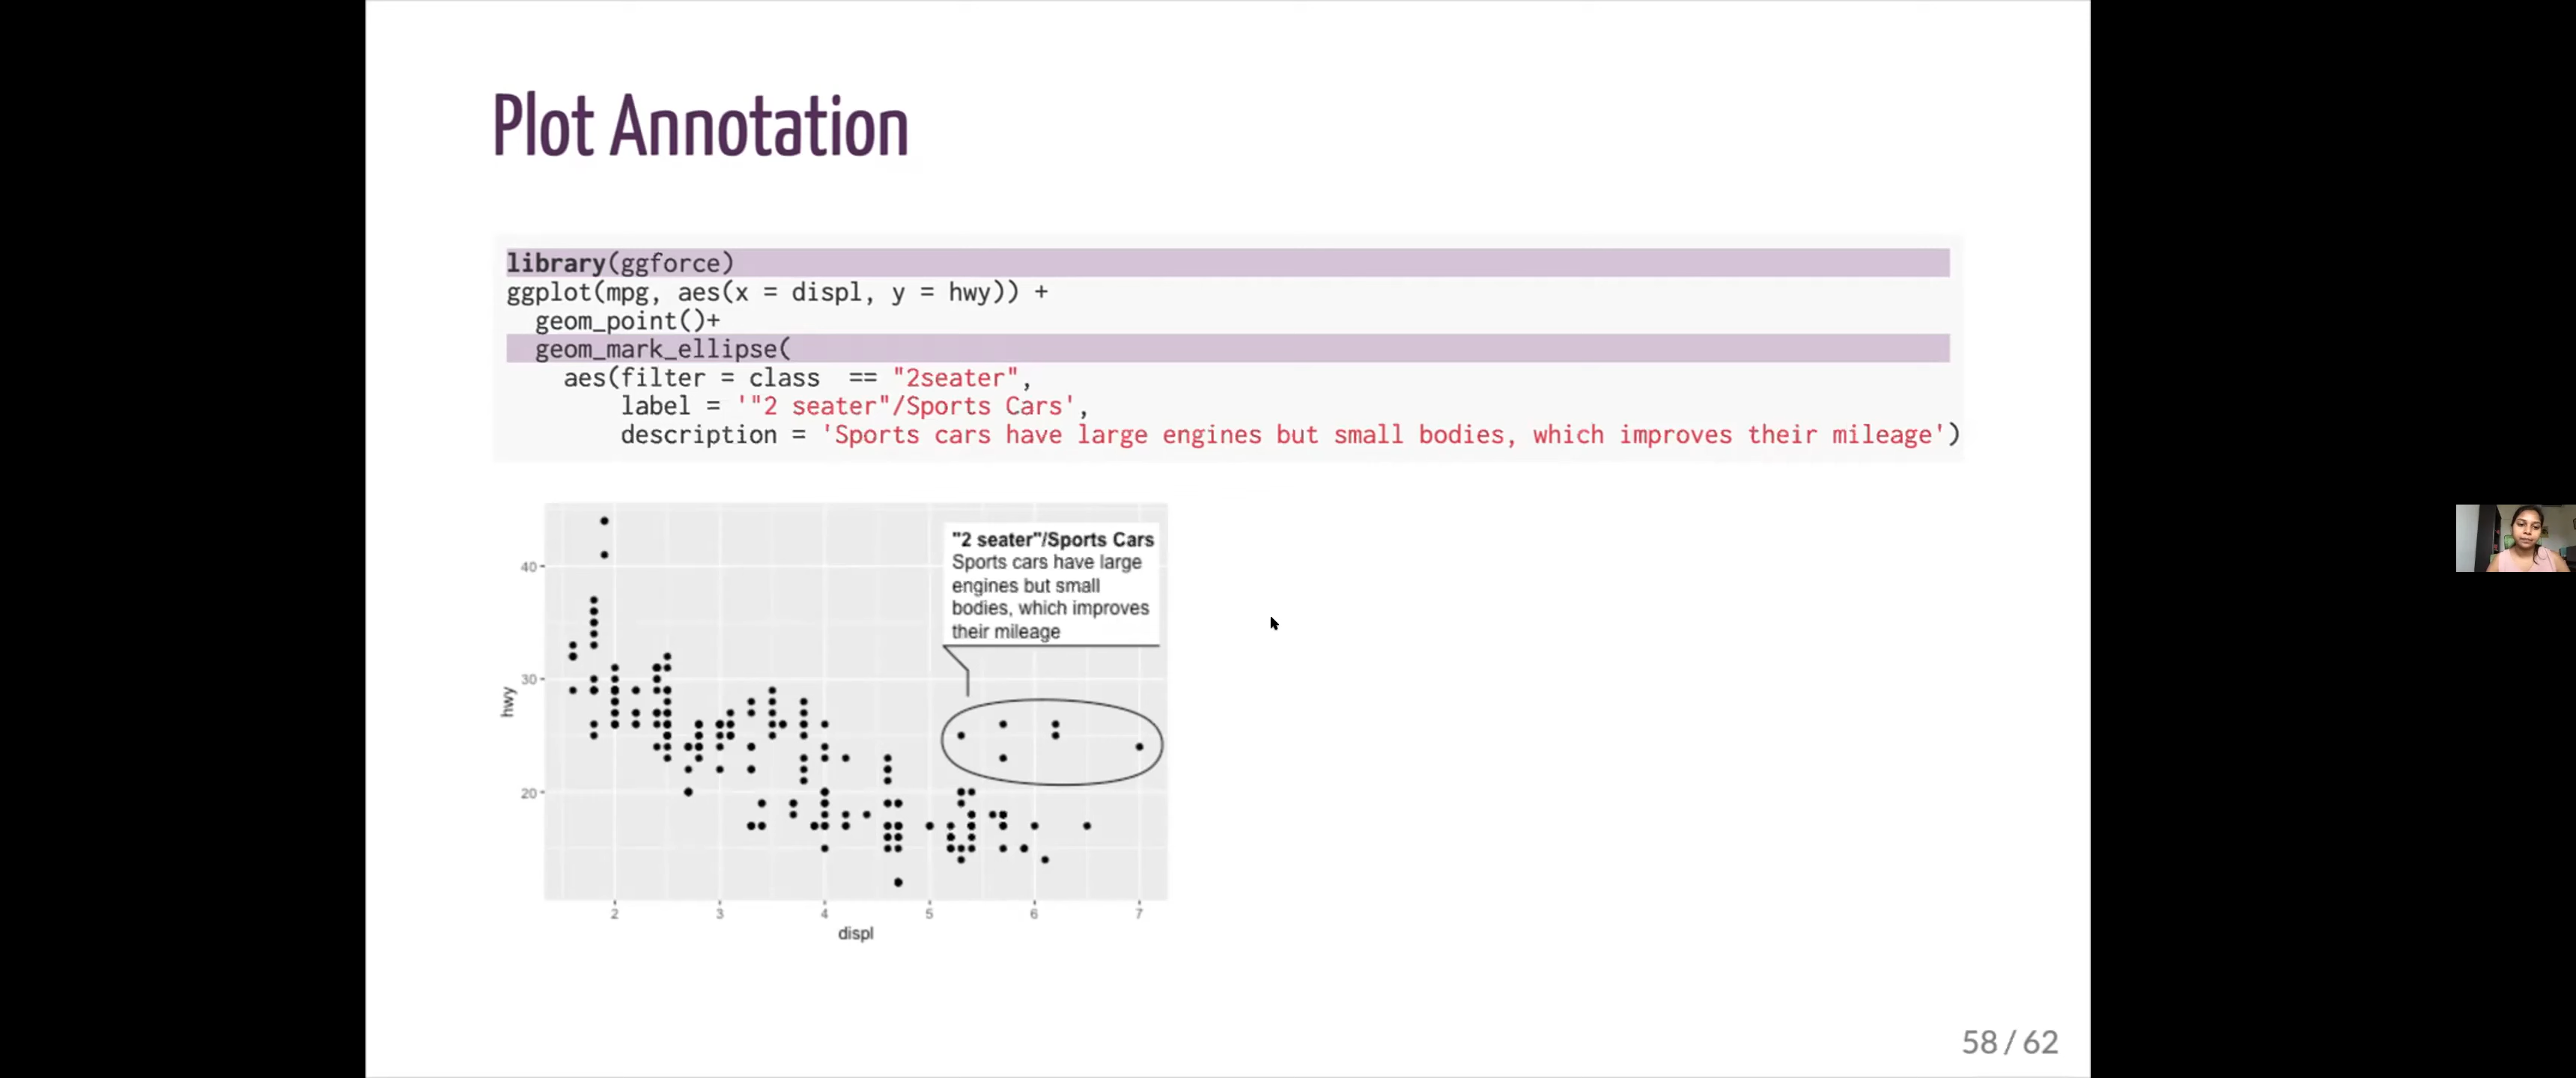 Plot Annotation
library(ggforce)
ggplot(mpg, aes(x = displ, y = hwy)) +
  geom_point()+
  geom_mark_ellipse(
    aes(filter = class  == "2seater",
        label = '"2 seater"/Sports Cars',
        description = 'Sports cars have large engines but small bodies, which improves their mileage')
"2 seater"/Sports Cars
Sports cars have large
engines but small
bodies, which improves
their mileage
40
30
20
hwy
2 3 4 5 6 7
displ
58 / 62